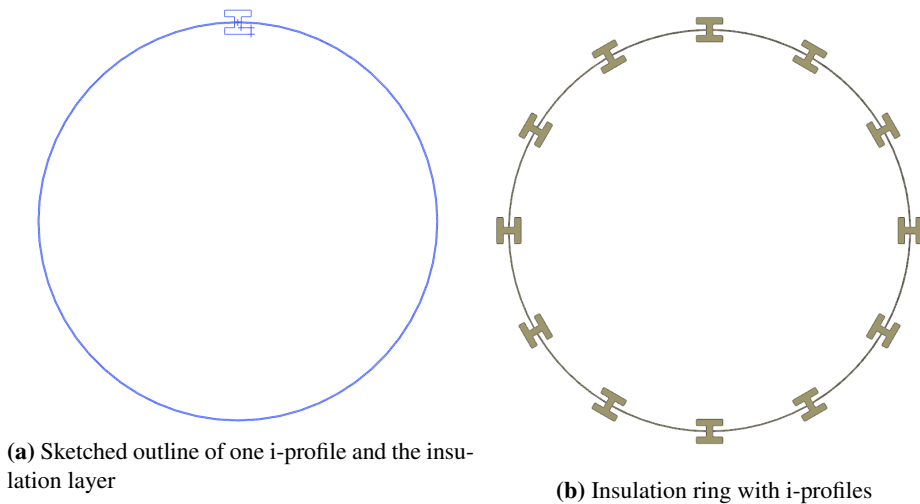 (a) Sketched outline of one i-profile and the insu-
lation layer
(b) Insulation ring with i-profiles